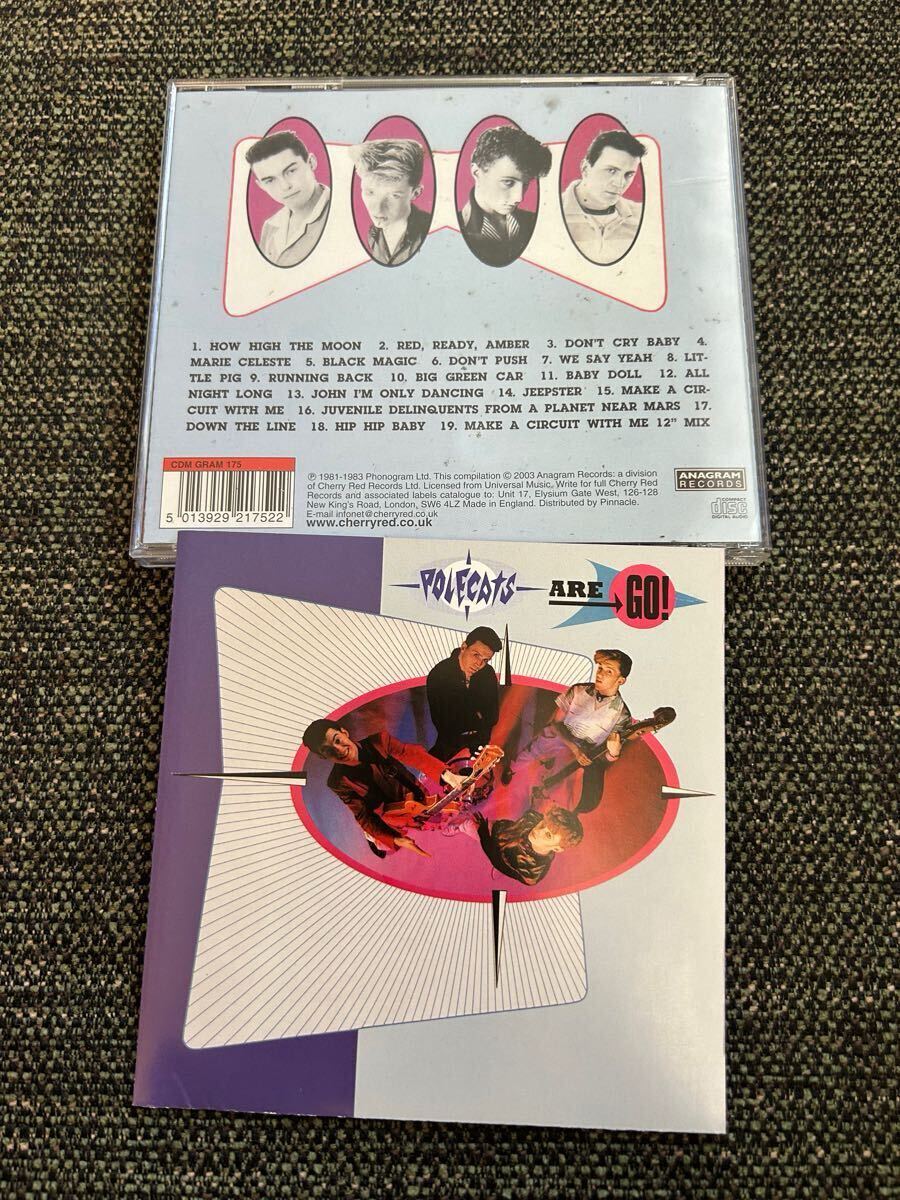 1. HOW HIGH THE MOON 2. RED, READY, AMBER 3. DON'T CRY BABY 4.
MARIE CELESTE 5. BLACK MAGIC 6. DON'T PUSH 7. WE SAY YEAH 8. LIT-
TLE PIG 9. RUNNING BACK 10. BIG GREEN CAR 11. BABY DOLL 12. ALL
NIGHT LONG 13. JOHN I'M ONLY DANCING 14. JEEPSTER 15. MAKE A CIR-
CUIT WITH ME 16. JUVENILE DELINQUENTS FROM A PLANET NEAR MARS 17.
DOWN THE LINE 18. HIP HIP BABY 19. MAKE A CIRCUIT WITH ME 12" MIX
CDM GRAM 175
5 013929 217522
℗ 1981-1983 Phonogram Ltd. This compilation © 2003 Anagram Records: a division
of Cherry Red Records Ltd. Licensed from Universal Music, Write for full Cherry Red
Records and associated labels catalogue to: Unit 17, Elysium Gate West, 126-128
New King's Road, London, SW6 4LZ Made in England. Distributed by Pinnacle.
E-mail infonet@cherryred.co.uk
www.cherryred.co.uk
ANAGRAM
RECORDS
COMPACT
disc
DIGITAL AUDIO
POLECATS ARE GO!